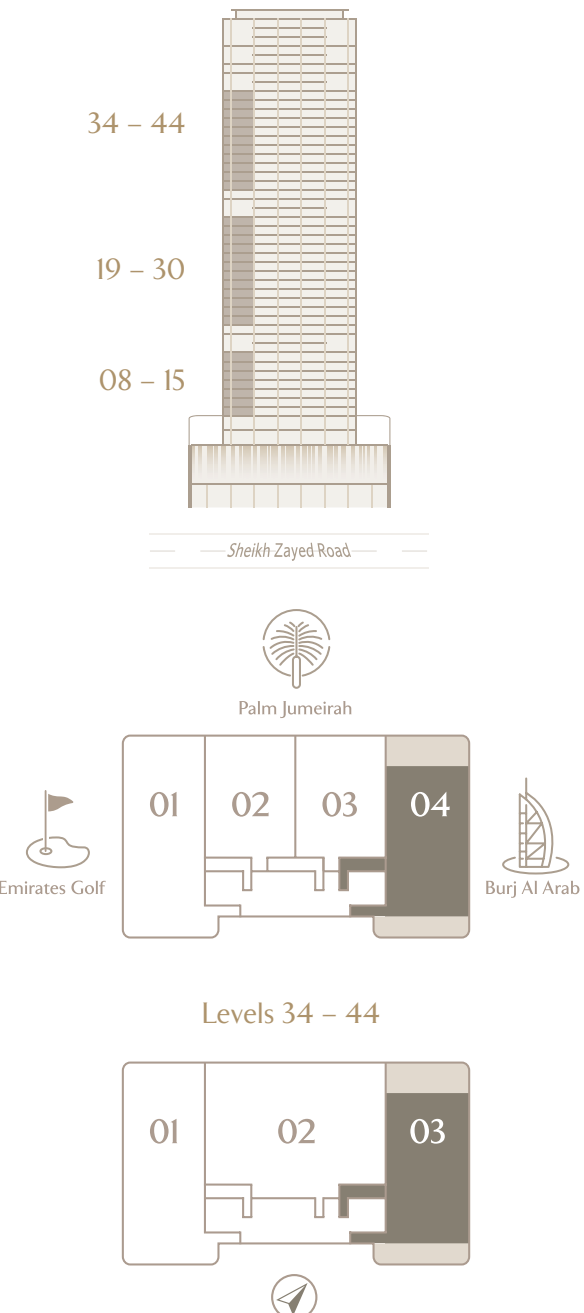 34 – 44
19 – 30
08 – 15
Sheikh Zayed Road
Palm Jumeirah
01 02 03 04
Emirates Golf
Burj Al Arab
Levels 34 – 44
01 02 03